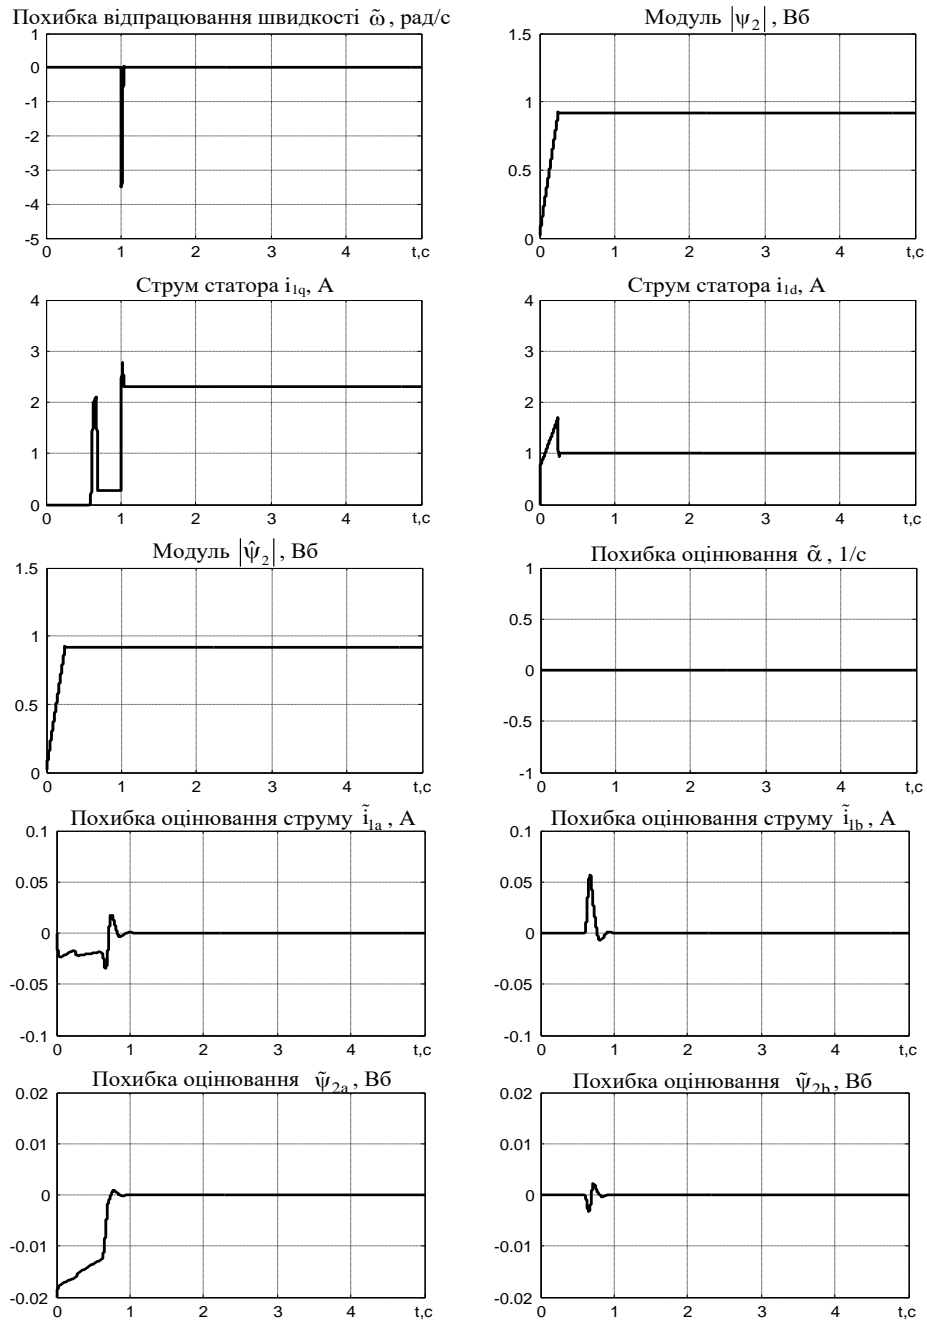 Похибка відпрацювання швидкості ω̃, рад/с
1
0
-1
-2
-3
-4
-5
0 1 2 3 4 t,c
Модуль |ψ₂|, Вб
1.5
1
0.5
0
0 1 2 3 4 t,c
Струм статора i₁q, А
4
3
2
1
0
0 1 2 3 4 t,c
Струм статора i₁d, А
4
3
2
1
0
0 1 2 3 4 t,c
Модуль |ψ̂₂|, Вб
1.5
1
0.5
0
0 1 2 3 4 t,c
Похибка оцінювання α̃, 1/с
1
0.5
0
-0.5
-1
0 1 2 3 4 t,c
Похибка оцінювання струму ĩ₁a, А
0.1
0.05
0
-0.05
-0.1
0 1 2 3 4 t,c
Похибка оцінювання струму ĩ₁b, А
0.1
0.05
0
-0.05
-0.1
0 1 2 3 4 t,c
Похибка оцінювання ψ̃₂a, Вб
0.02
0.01
0
-0.01
-0.02
0 1 2 3 4 t,c
Похибка оцінювання ψ̃₂b, Вб
0.02
0.01
0
-0.01
-0.02
0 1 2 3 4 t,c